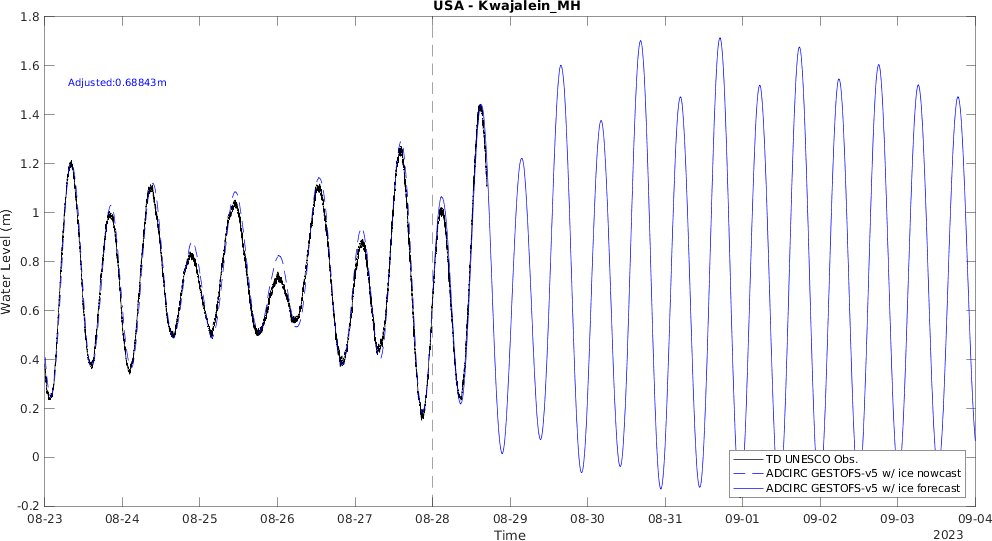 USA - Kwajalein_MH
1.8
1.6
1.4
1.2
1
0.8
0.6
0.4
0.2
0
-0.2
Water Level (m)
Adjusted:0.68843m
TD UNESCO Obs.
ADCIRC GESTOFS-v5 w/ ice nowcast
ADCIRC GESTOFS-v5 w/ ice forecast
08-23 08-24 08-25 08-26 08-27 08-28 08-29 08-30 08-31 09-01 09-02 09-03 09-04
Time
2023